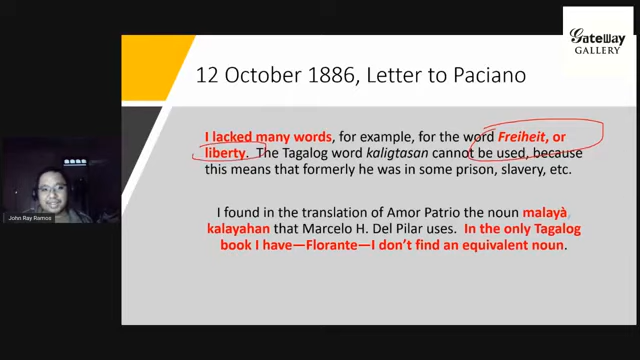 GateWay
GALLERY
12 October 1886, Letter to Paciano
I lacked many words, for example, for the word Freiheit, or
liberty. The Tagalog word kaligtasan cannot be used, because
this means that formerly he was in some prison, slavery, etc.
I found in the translation of Amor Patrio the noun malayà,
kalayahan that Marcelo H. Del Pilar uses. In the only Tagalog
book I have—Florante—I don't find an equivalent noun.
John Ray Ramos